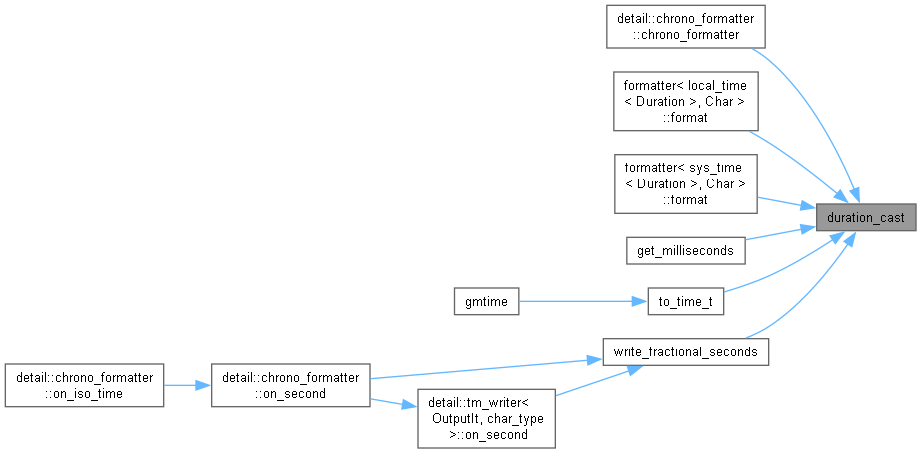 detail::chrono_formatter
::chrono_formatter
formatter< local_time
< Duration >, Char >
::format
formatter< sys_time
< Duration >, Char >
::format
duration_cast
get_milliseconds
gmtime
to_time_t
write_fractional_seconds
detail::chrono_formatter
::on_iso_time
detail::chrono_formatter
::on_second
detail::tm_writer<
OutputIt, char_type
>::on_second